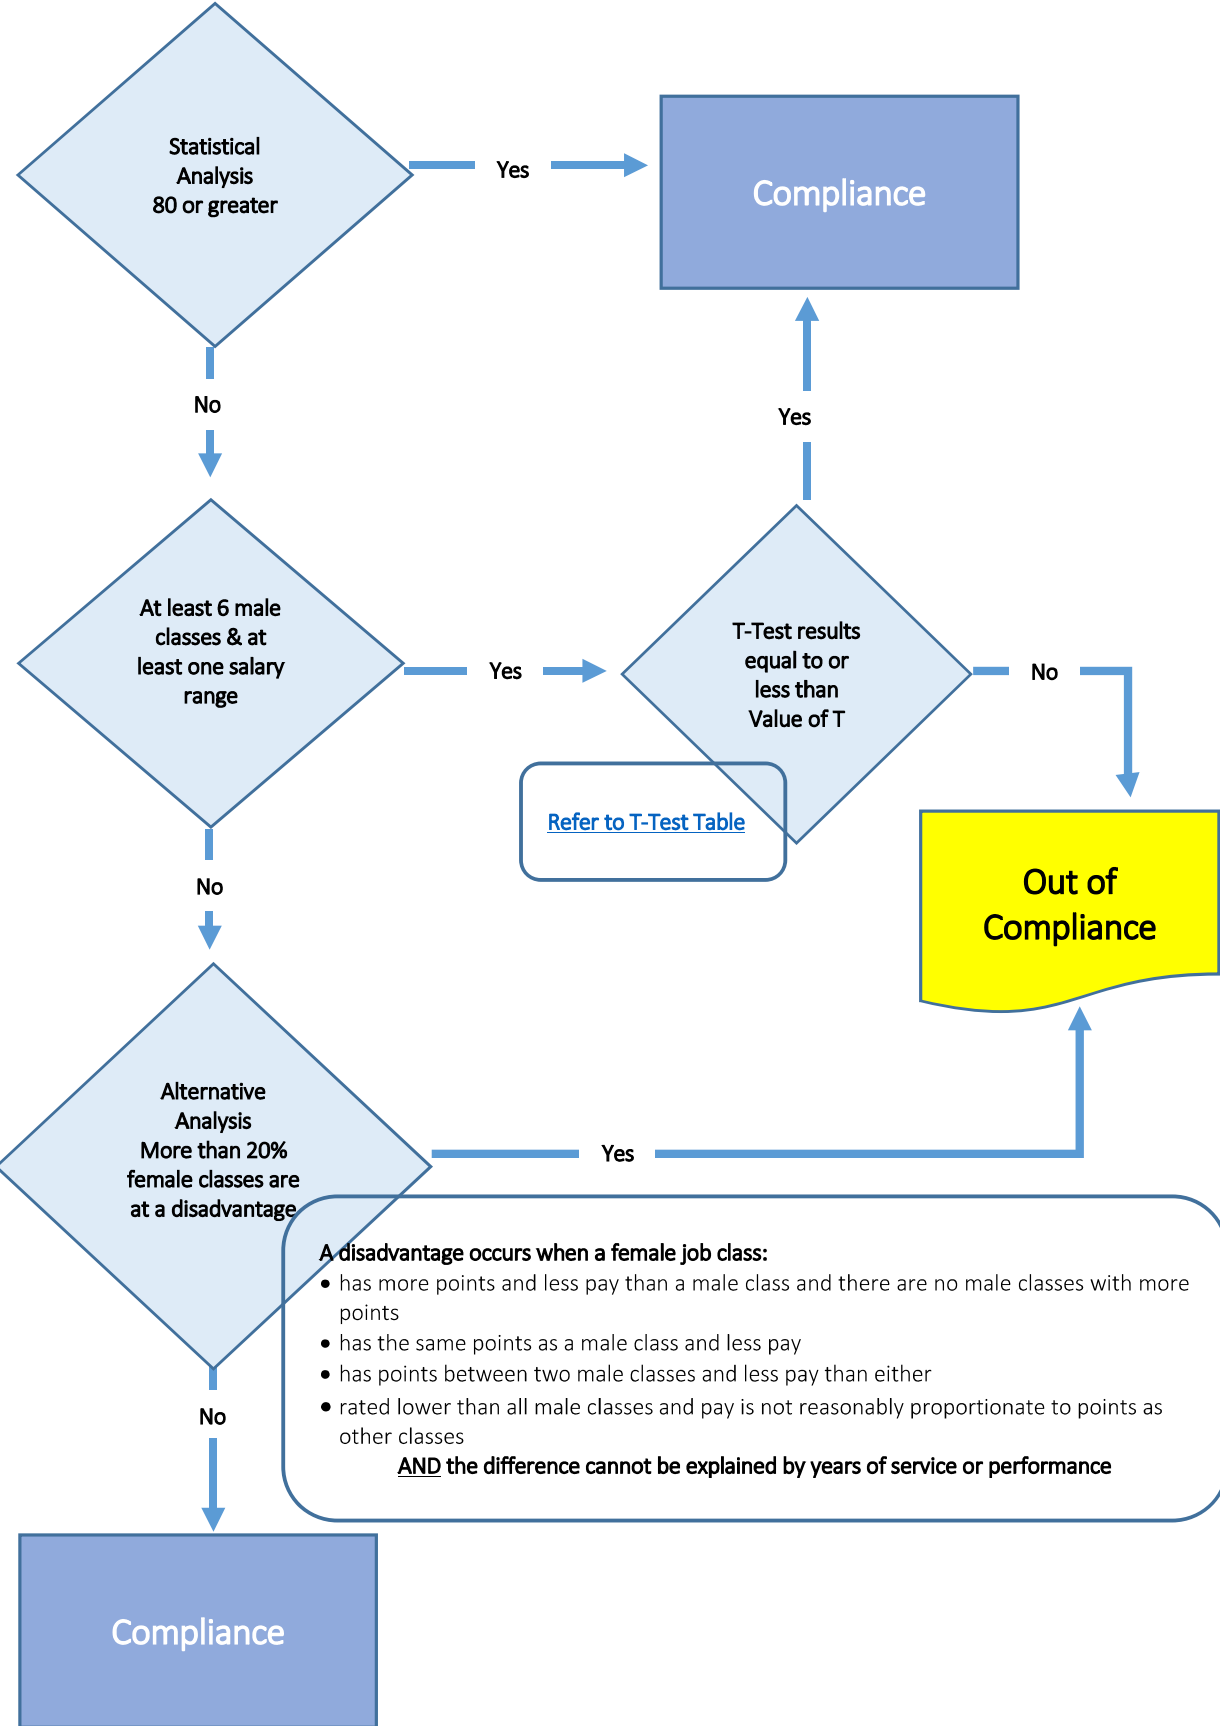 Statistical
Analysis
80 or greater
Yes
Compliance
No
Yes
At least 6 male
classes & at
least one salary
range
Yes
T-Test results
equal to or
less than
Value of T
No
Refer to T-Test Table
No
Out of
Compliance
Alternative
Analysis
More than 20%
female classes are
at a disadvantage
Yes
A disadvantage occurs when a female job class:
• has more points and less pay than a male class and there are no male classes with more
points
• has the same points as a male class and less pay
• has points between two male classes and less pay than either
• rated lower than all male classes and pay is not reasonably proportionate to points as
other classes
AND the difference cannot be explained by years of service or performance
No
Compliance